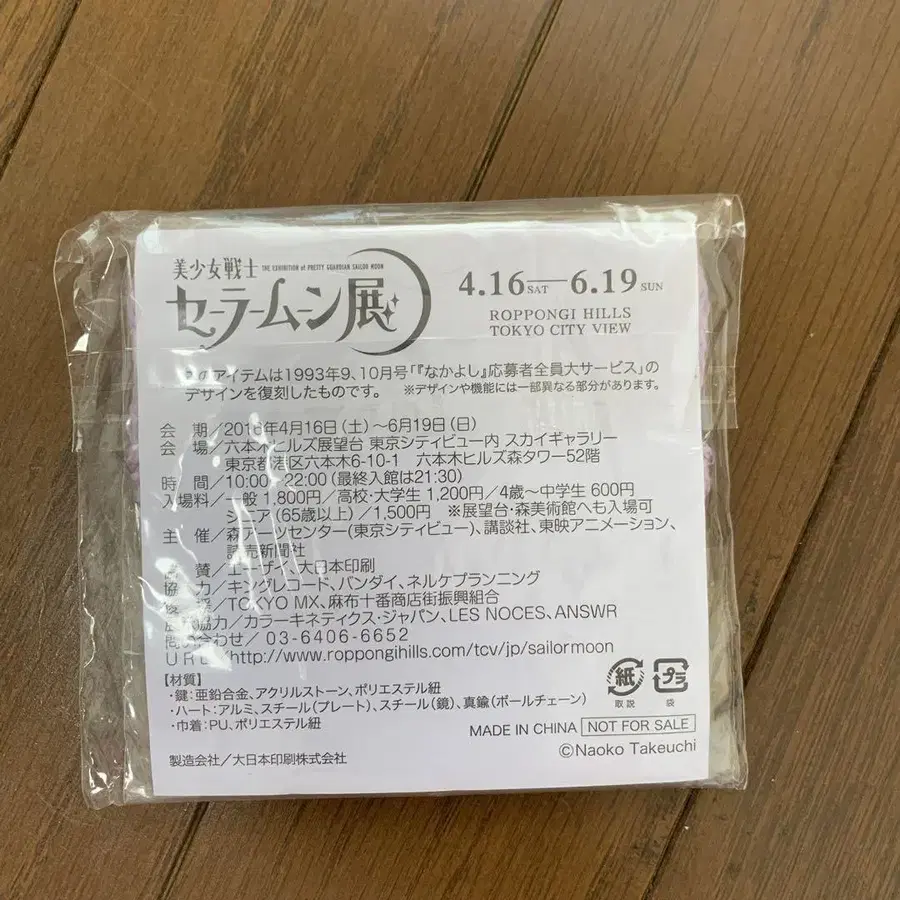 美少女戦士 THE EXHIBITION of PRETTY GUARDIAN SAILOR MOON
セーラームーン展
4.16 SAT — 6.19 SUN
ROPPONGI HILLS
TOKYO CITY VIEW
このアイテムは1993年9、10月号「『なかよし』応募者全員大サービス」の
デザインを復刻したものです。 ※デザインや機能には一部異なる部分があります。
会 期／2016年4月16日(土)～6月19日(日)
会 場／六本木ヒルズ展望台 東京シティビュー内 スカイギャラリー
東京都港区六本木6-10-1 六本木ヒルズ森タワー52階
時 間／10:00～22:00(最終入館は21:30)
入場料／一般 1,800円／高校・大学生 1,200円／4歳～中学生 600円
シニア(65歳以上)／1,500円 ※展望台・森美術館へも入場可
主 催／森アーツセンター(東京シティビュー)、講談社、東映アニメーション、
読売新聞社
賛／エーザイ、大日本印刷
協 力／キングレコード、バンダイ、ネルケプランニング
援／TOKYO MX、麻布十番商店街振興組合
協力／カラーキネティクス・ジャパン、LES NOCES、ANSWR
問い合わせ／03-6406-6652
URL／http://www.roppongihills.com/tcv/jp/sailormoon
【材質】
・鍵：亜鉛合金、アクリルストーン、ポリエステル紐
・ハート：アルミ、スチール(プレート)、スチール(鏡)、真鍮(ボールチェーン)
・巾着：PU、ポリエステル紐
紙 プラ
取説 袋
MADE IN CHINA NOT FOR SALE
©Naoko Takeuchi
製造会社／大日本印刷株式会社